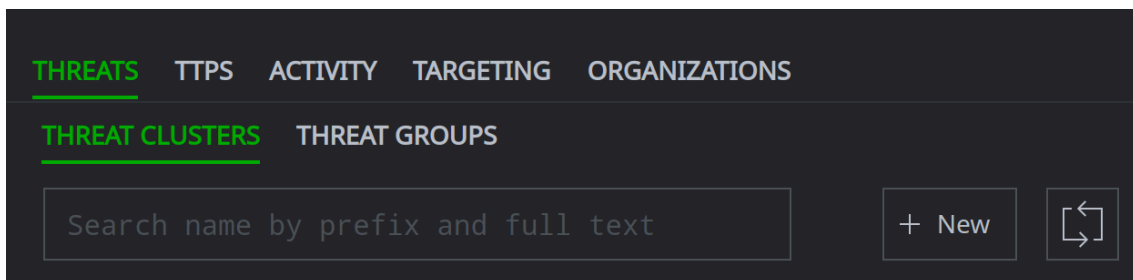 THREATS TTPS ACTIVITY TARGETING ORGANIZATIONS
THREAT CLUSTERS THREAT GROUPS
Search name by prefix and full text + New